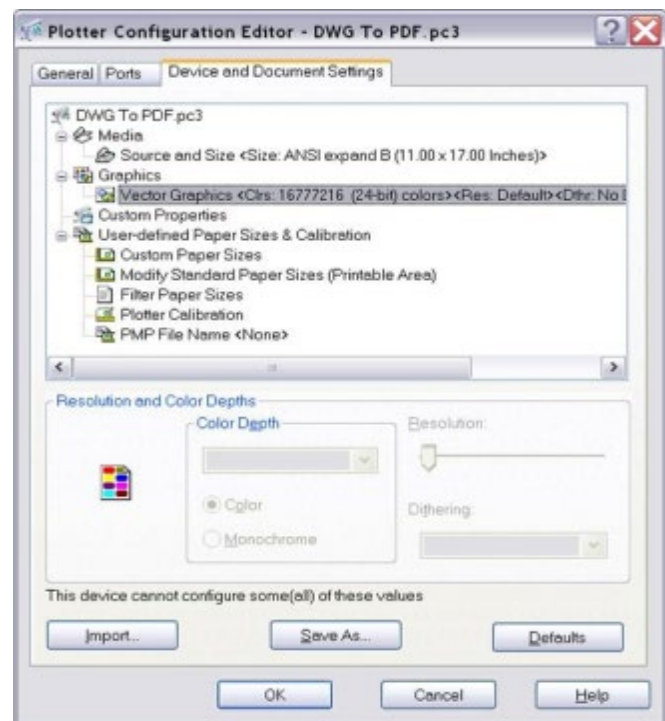 Plotter Configuration Editor - DWG To PDF.pc3
General Ports Device and Document Settings
DWG To PDF.pc3
Media
Source and Size <Size: ANSI expand B (11.00 x 17.00 Inches)>
Graphics
Vector Graphics <Clrs: 16777216 (24-bit) colors><Res: Default><Dthr: No
Custom Properties
User-defined Paper Sizes & Calibration
Custom Paper Sizes
Modify Standard Paper Sizes (Printable Area)
Filter Paper Sizes
Plotter Calibration
PMP File Name <None>
Resolution and Color Depths
Color Depth
Resolution:
Color
Monochrome
Dithering:
This device cannot configure some(all) of these values
Import... Save As... Defaults
OK Cancel Help